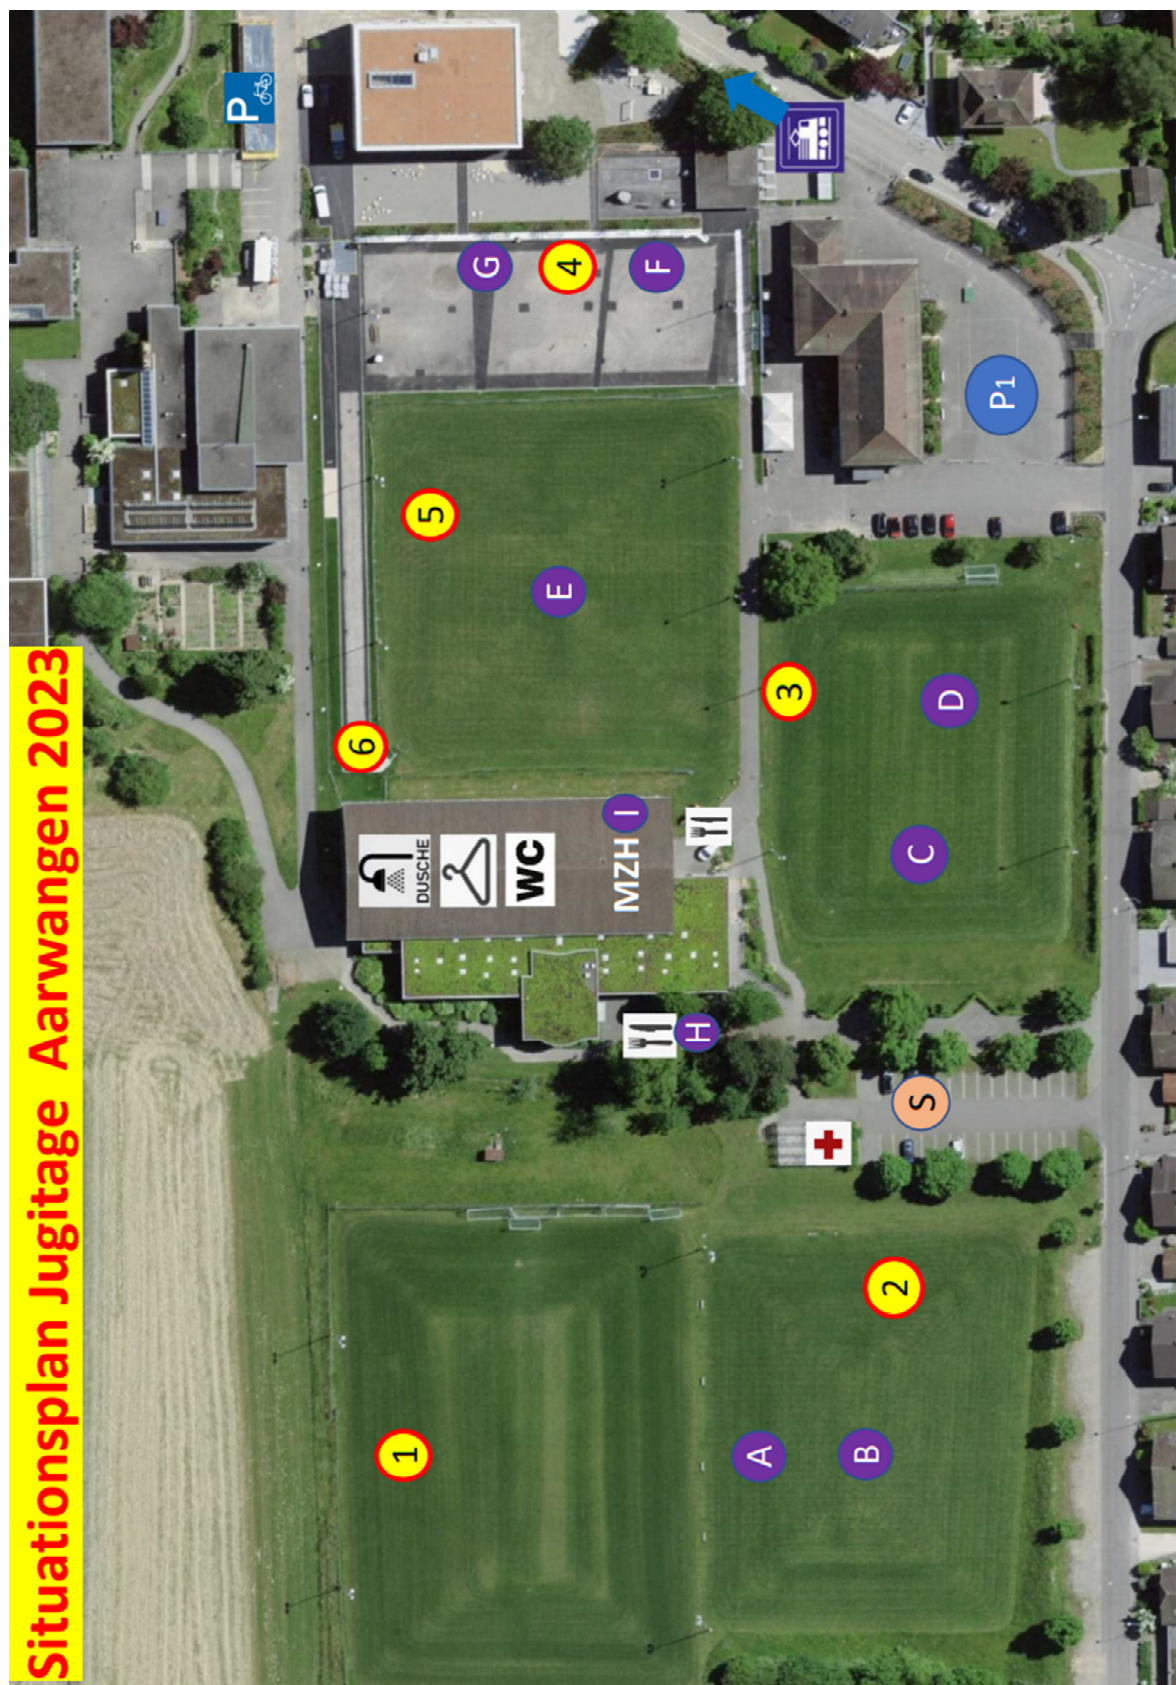 Situationsplan Jugitage Aarwangen 2023
P
G
4
F
P1
5
E
6
3
D
DUSCHE
WC
MZH I
C
H
S
2
1
A
B